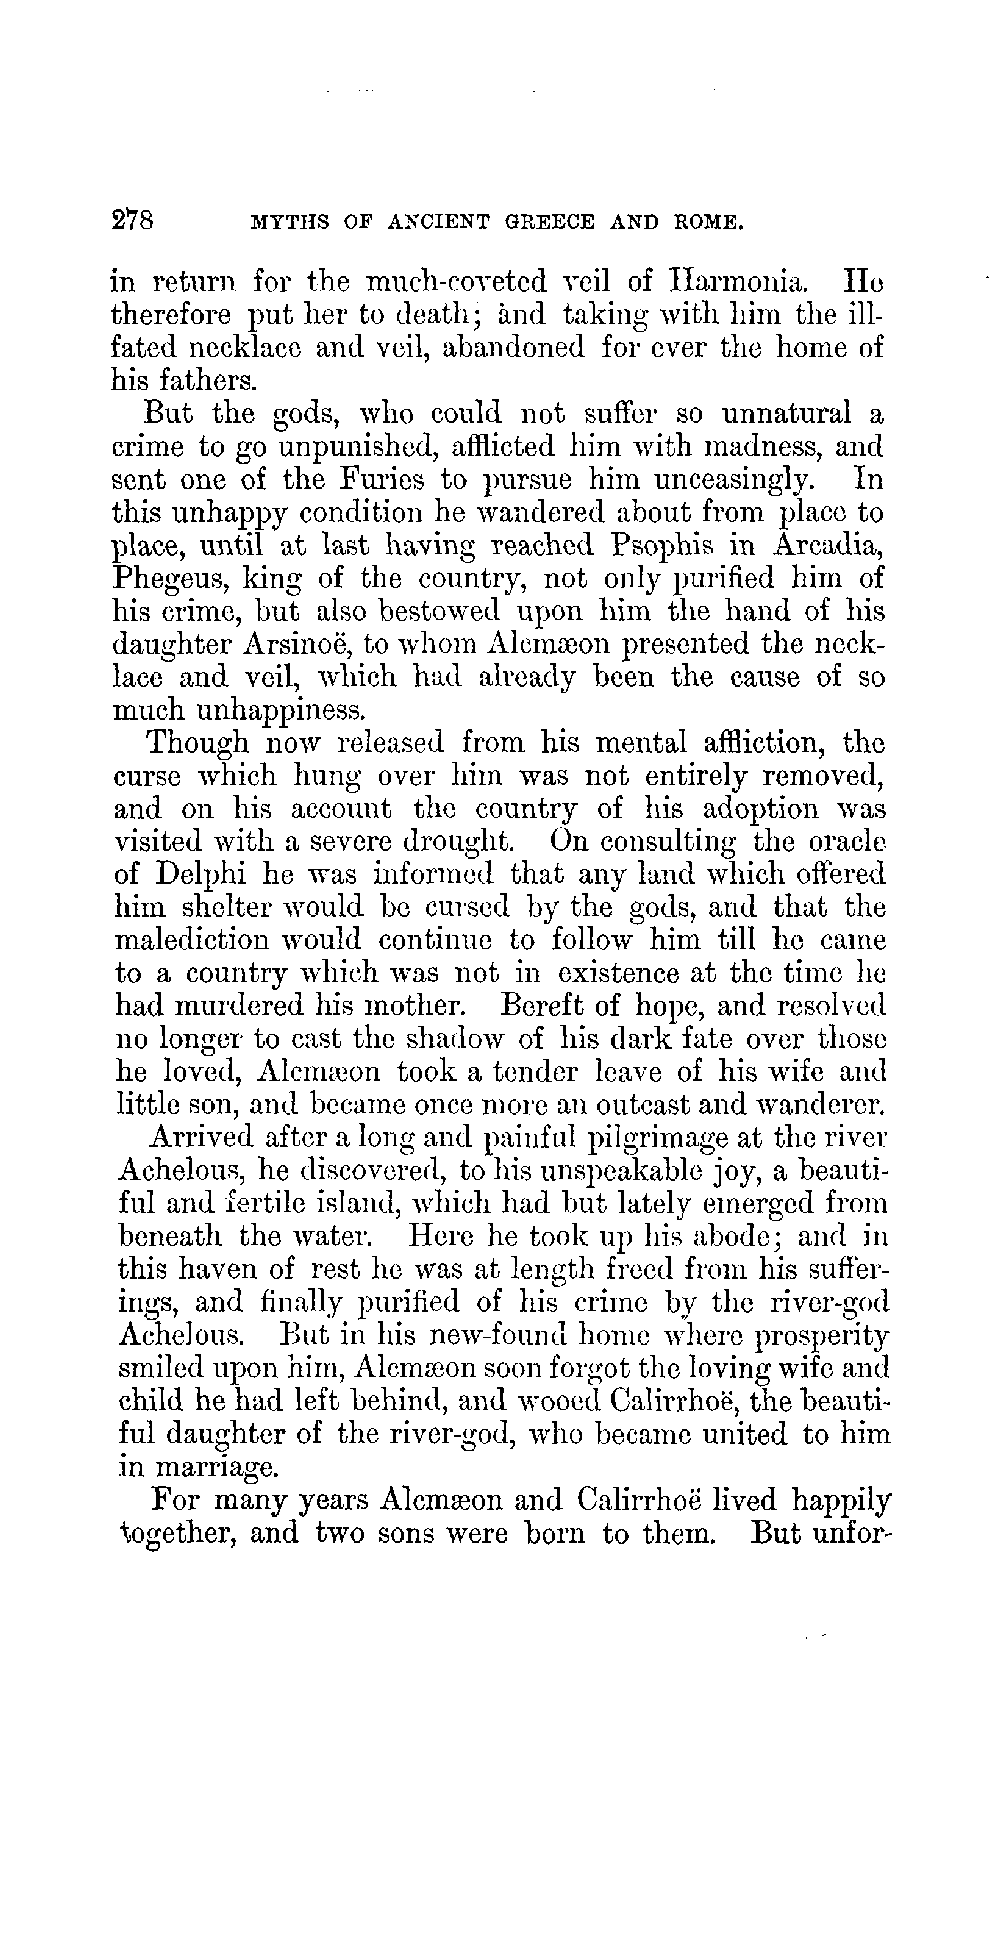 278 MYTHS OF ANCIENT GREECE AND ROME.
in return for the much-coveted veil of Harmonia. He
therefore put her to death; and taking with him the ill-
fated necklace and veil, abandoned for ever the home of
his fathers.
But the gods, who could not suffer so unnatural a
crime to go unpunished, afflicted him with madness, and
sent one of the Furies to pursue him unceasingly. In
this unhappy condition he wandered about from place to
place, until at last having reached Psophis in Arcadia,
Phegeus, king of the country, not only purified him of
his crime, but also bestowed upon him the hand of his
daughter Arsinoë, to whom Alcmæon presented the neck-
lace and veil, which had already been the cause of so
much unhappiness.
Though now released from his mental affliction, the
curse which hung over him was not entirely removed,
and on his account the country of his adoption was
visited with a severe drought. On consulting the oracle
of Delphi he was informed that any land which offered
him shelter would be cursed by the gods, and that the
malediction would continue to follow him till he came
to a country which was not in existence at the time he
had murdered his mother. Bereft of hope, and resolved
no longer to cast the shadow of his dark fate over those
he loved, Alcmæon took a tender leave of his wife and
little son, and became once more an outcast and wanderer.
Arrived after a long and painful pilgrimage at the river
Achelous, he discovered, to his unspeakable joy, a beauti-
ful and fertile island, which had but lately emerged from
beneath the water. Here he took up his abode; and in
this haven of rest he was at length freed from his suffer-
ings, and finally purified of his crime by the river-god
Achelous. But in his new-found home where prosperity
smiled upon him, Alcmæon soon forgot the loving wife and
child he had left behind, and wooed Calirrhoë, the beauti-
ful daughter of the river-god, who became united to him
in marriage.
For many years Alcmæon and Calirrhoë lived happily
together, and two sons were born to them. But unfor-